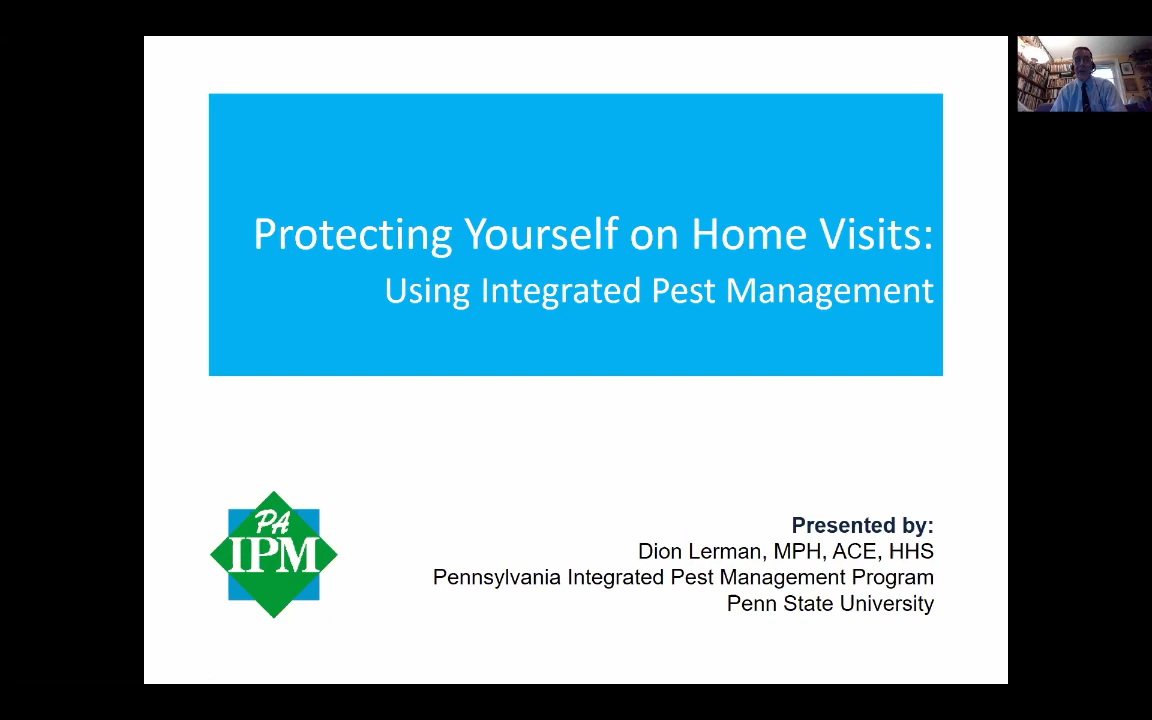 Protecting Yourself on Home Visits:
Using Integrated Pest Management
PA
IPM
Presented by:
Dion Lerman, MPH, ACE, HHS
Pennsylvania Integrated Pest Management Program
Penn State University